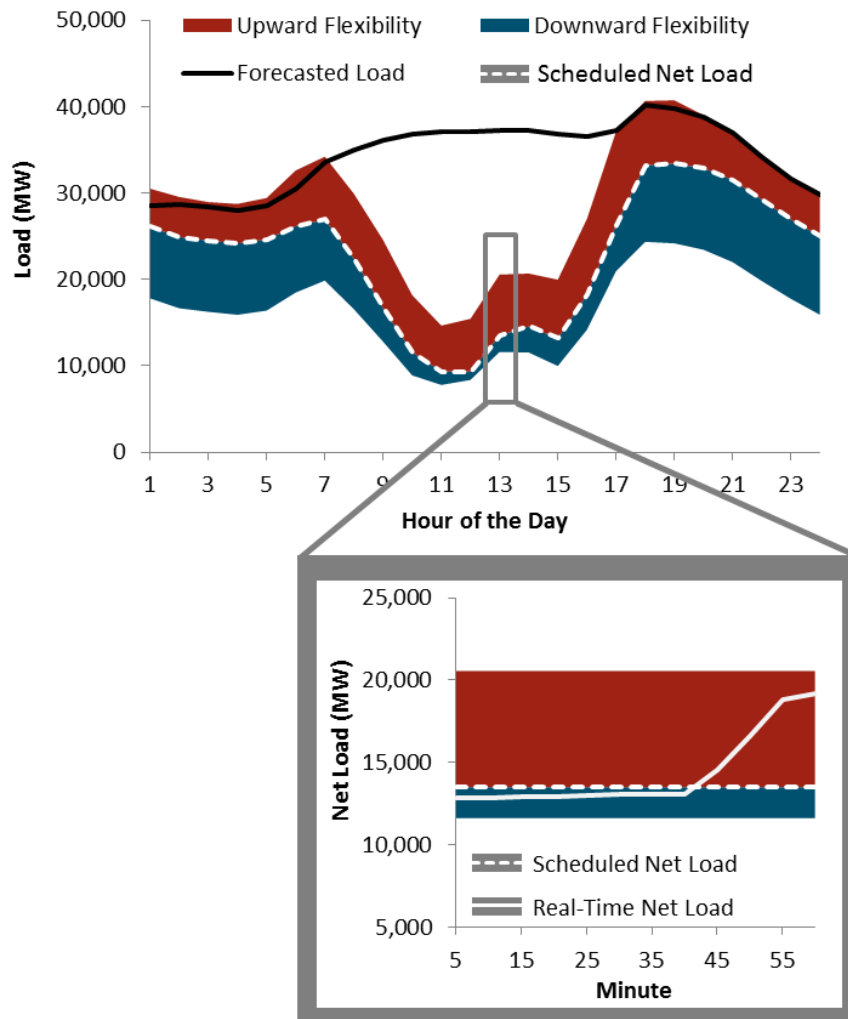 50,000
Upward Flexibility
Downward Flexibility
Forecasted Load
Scheduled Net Load
40,000
30,000
20,000
10,000
0
Load (MW)
1 3 5 7 9 11 13 15 17 19 21 23
Hour of the Day
25,000
20,000
15,000
10,000
5,000
Net Load (MW)
Scheduled Net Load
Real-Time Net Load
5 15 25 35 45 55
Minute